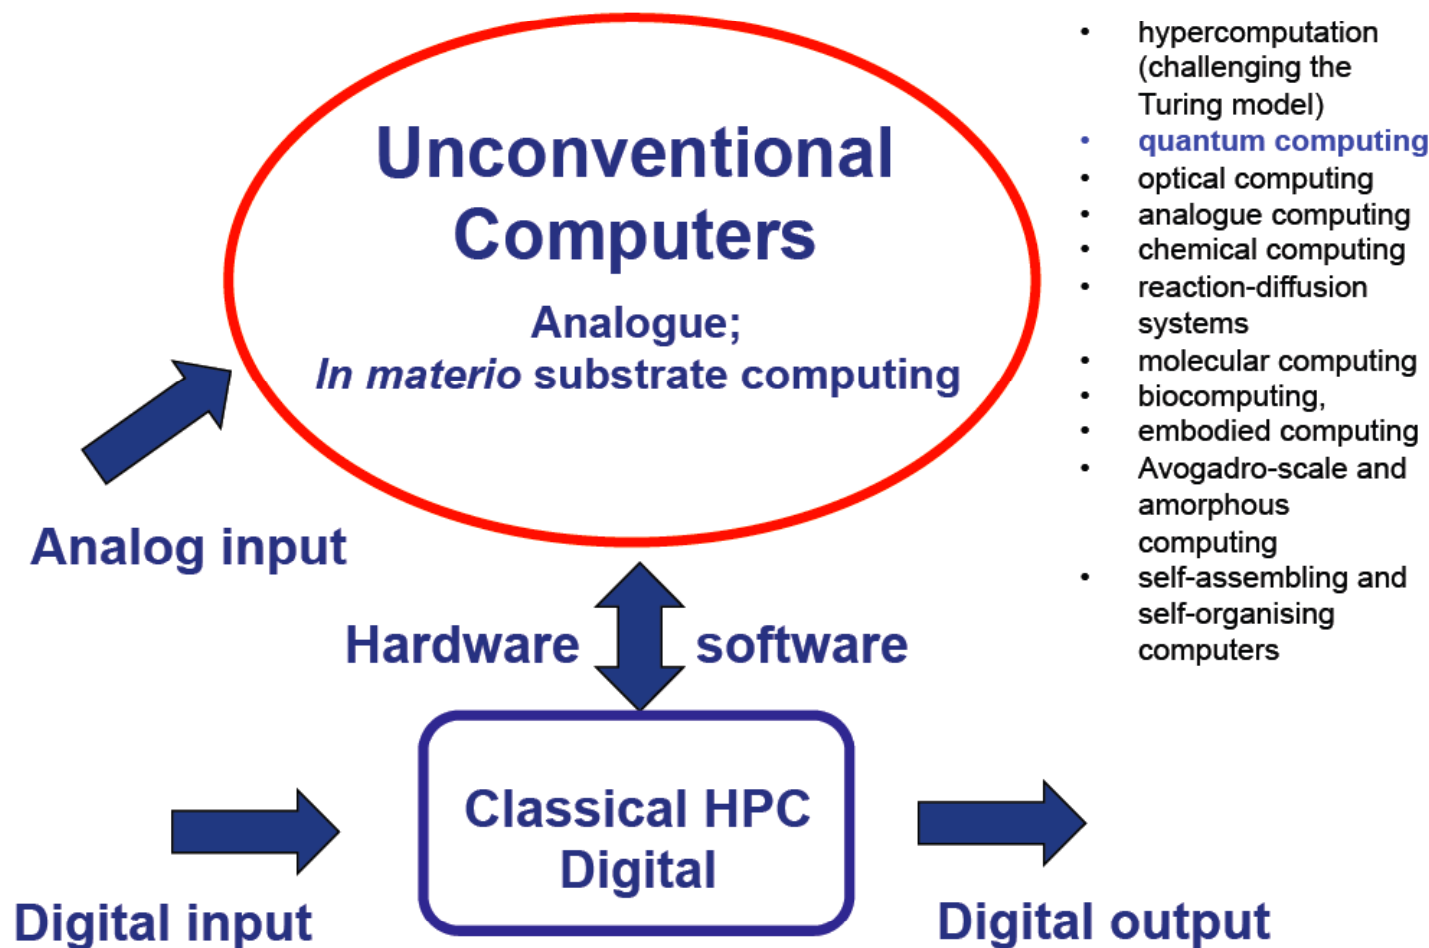 Unconventional
Computers
Analogue;
In materio substrate computing
Analog input
Hardware software
Classical HPC
Digital
Digital input
Digital output
• hypercomputation
(challenging the
Turing model)
• quantum computing
• optical computing
• analogue computing
• chemical computing
• reaction-diffusion
systems
• molecular computing
• biocomputing,
• embodied computing
• Avogadro-scale and
amorphous
computing
• self-assembling and
self-organising
computers